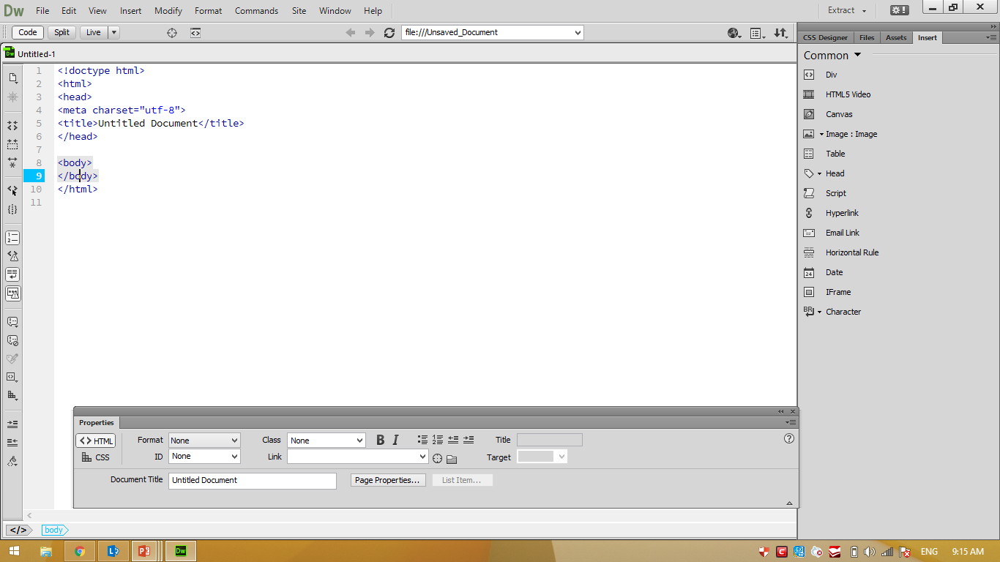 Dw File Edit View Insert Modify Format Commands Site Window Help Extract
Code Split Live file:///Unsaved_Document
CSS Designer Files Assets Insert
Untitled-1
Common
Div
HTML5 Video
Canvas
Image : Image
Table
Head
Script
Hyperlink
Email Link
Horizontal Rule
Date
IFrame
Character
1 <!doctype html>
2 <html>
3 <head>
4 <meta charset="utf-8">
5 <title>Untitled Document</title>
6 </head>
7
8 <body>
9 </body>
10 </html>
11
Properties
<> HTML Format None Class None B I Title
CSS ID None Link Target
Document Title Untitled Document Page Properties... List Item...
</> body
ENG 9:15 AM